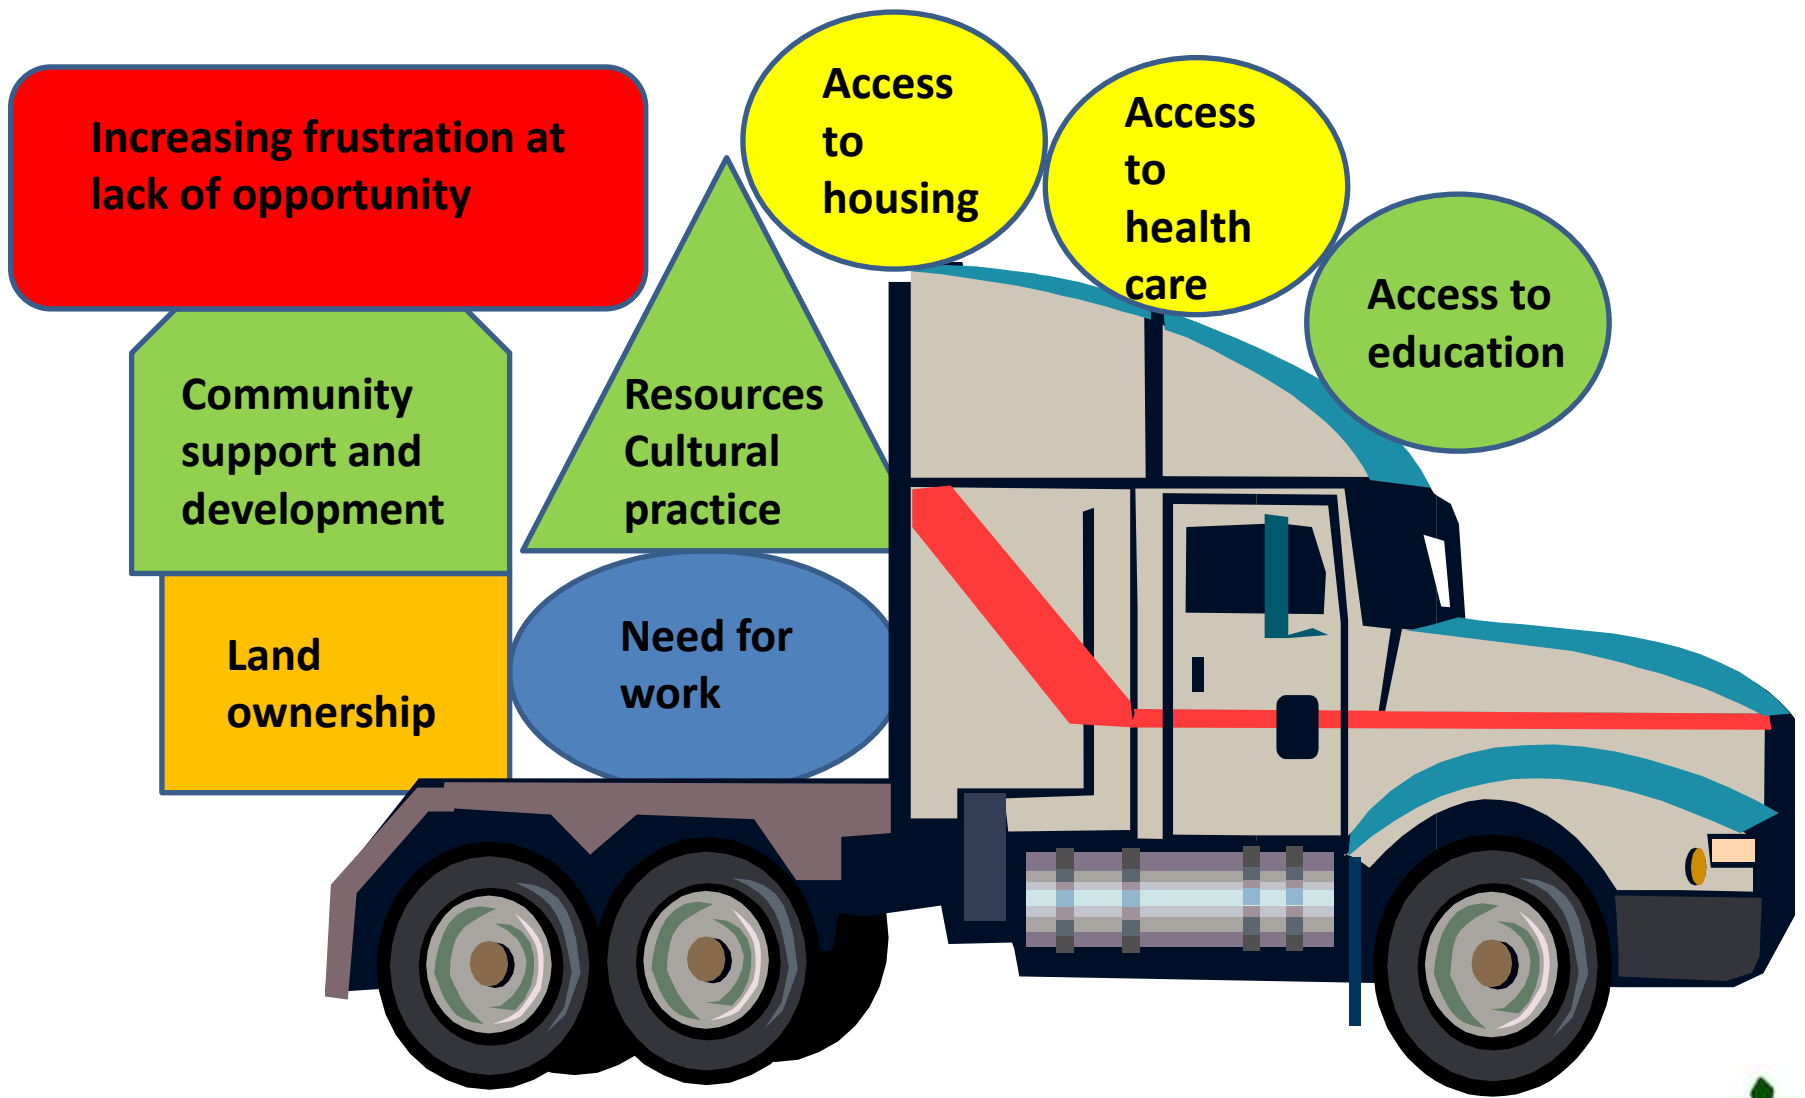 Increasing frustration at
lack of opportunity
Access
to
housing
Access
to
health
care
Access to
education
Community
support and
development
Resources
Cultural
practice
Land
ownership
Need for
work